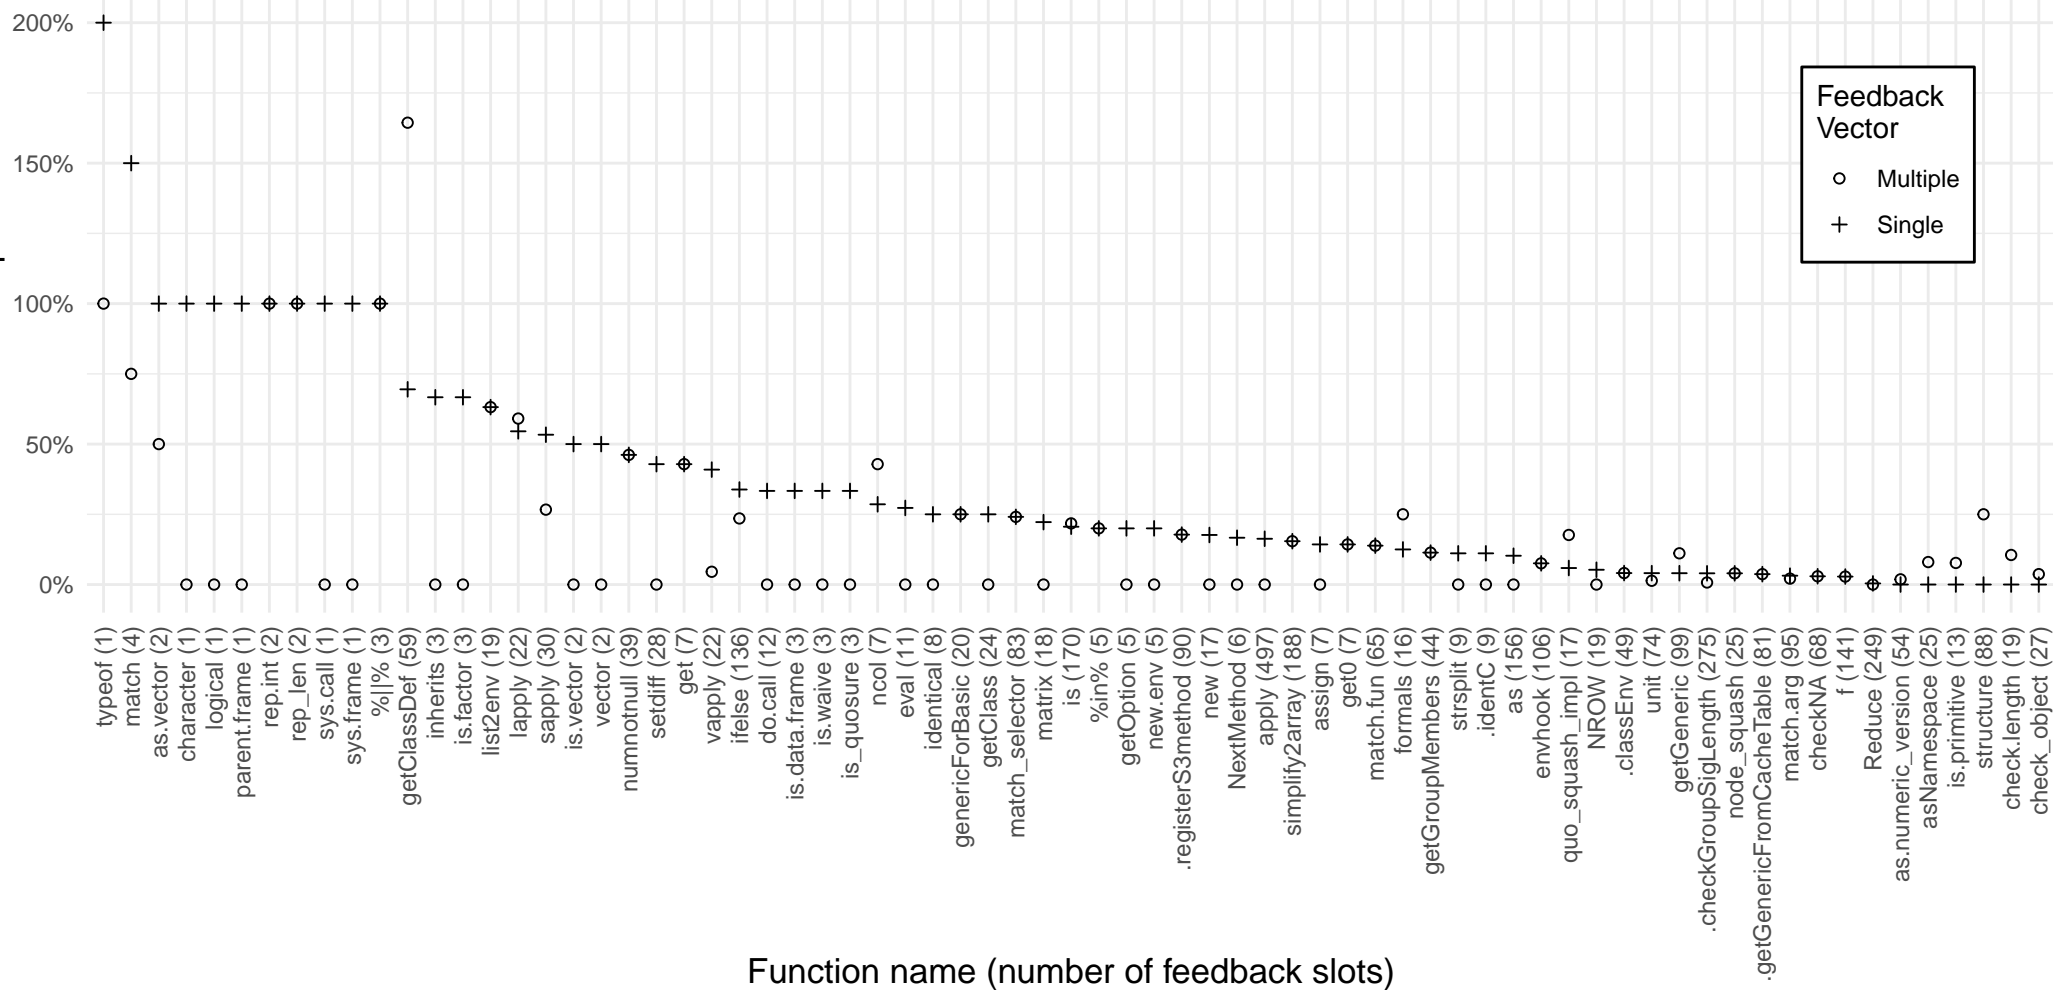 200%
150%
100%
50%
0%
Feedback
Vector
Multiple
Single
typeof (1)
match (4)
as.vector (2)
character (1)
logical (1)
parent.frame (1)
rep.int (2)
rep_len (2)
sys.call (1)
sys.frame (1)
%||% (3)
getClassDef (59)
inherits (3)
is.factor (3)
list2env (19)
lapply (22)
sapply (30)
is.vector (2)
vector (2)
numnotnull (39)
setdiff (28)
get (7)
vapply (22)
ifelse (136)
do.call (12)
is.data.frame (3)
is.waive (3)
is_quosure (3)
ncol (7)
eval (11)
identical (8)
genericForBasic (20)
getClass (24)
match_selector (83)
matrix (18)
is (170)
%in% (5)
getOption (5)
new.env (5)
.registerS3method (90)
new (17)
NextMethod (6)
apply (497)
simplify2array (188)
assign (7)
get0 (7)
match.fun (65)
formals (16)
getGroupMembers (44)
strsplit (9)
.identC (9)
as (156)
envhook (106)
quo_squash_impl (17)
NROW (19)
.classEnv (49)
unit (74)
getGeneric (99)
.checkGroupSigLength (275)
node_squash (25)
.getGenericFromCacheTable (81)
match.arg (95)
checkNA (68)
f (141)
Reduce (249)
as.numeric_version (54)
asNamespace (25)
is.primitive (13)
structure (88)
check.length (19)
check_object (27)
Function name (number of feedback slots)